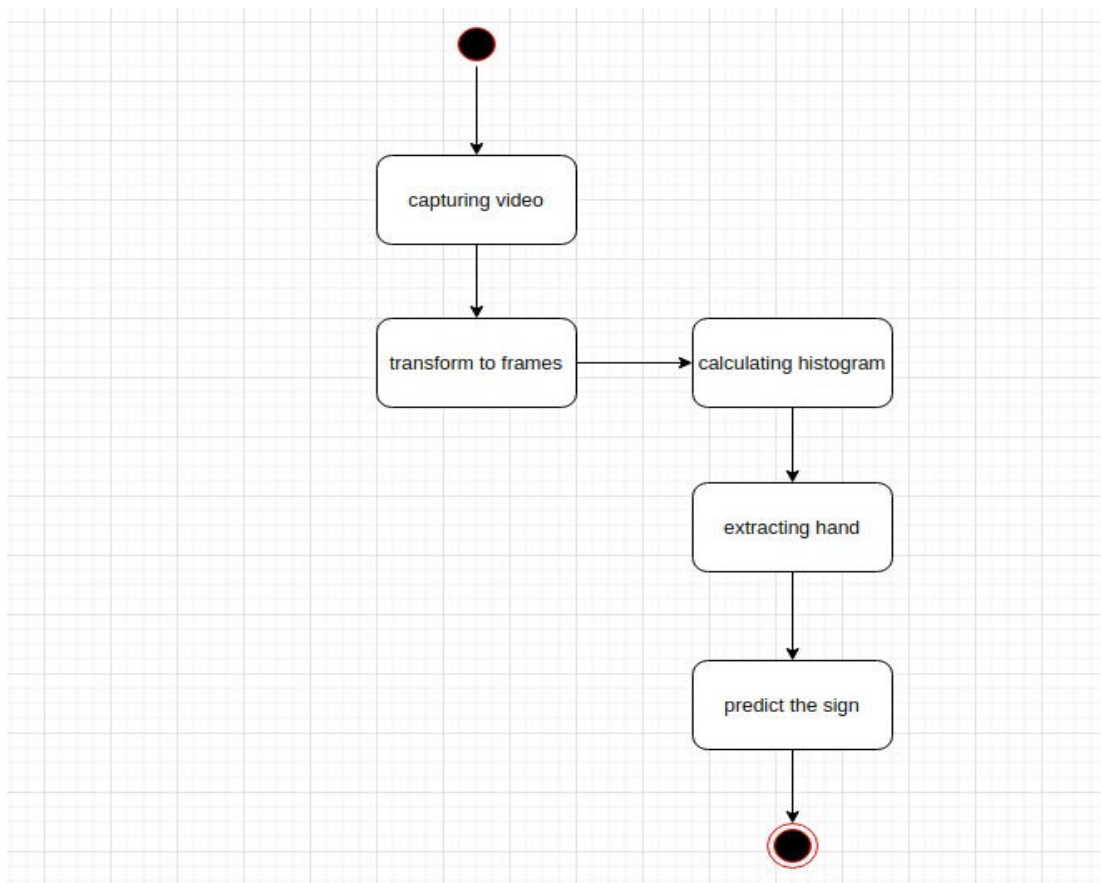 capturing video
transform to frames
calculating histogram
extracting hand
predict the sign